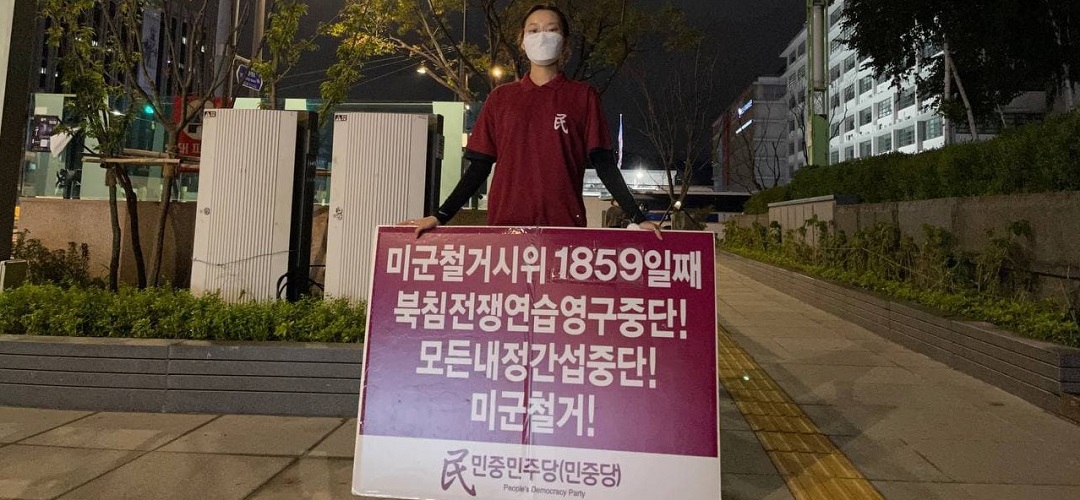 民
미군철거시위 1859일째
북침전쟁연습영구중단!
모든내정간섭중단!
미군철거!
民 민중민주당(민중당)
People's Democracy Party